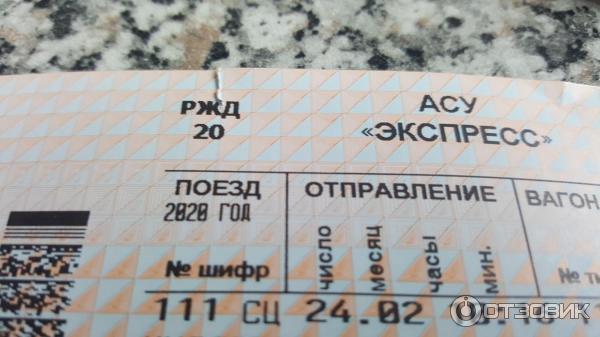 РЖД
20
АСУ
«ЭКСПРЕСС»
ПОЕЗД
2020 ГОД
№ шифр
ОТПРАВЛЕНИЕ
число
месяц
часы
мин.
ВАГОН
111 СЦ 24.02
ОТЗОВИК